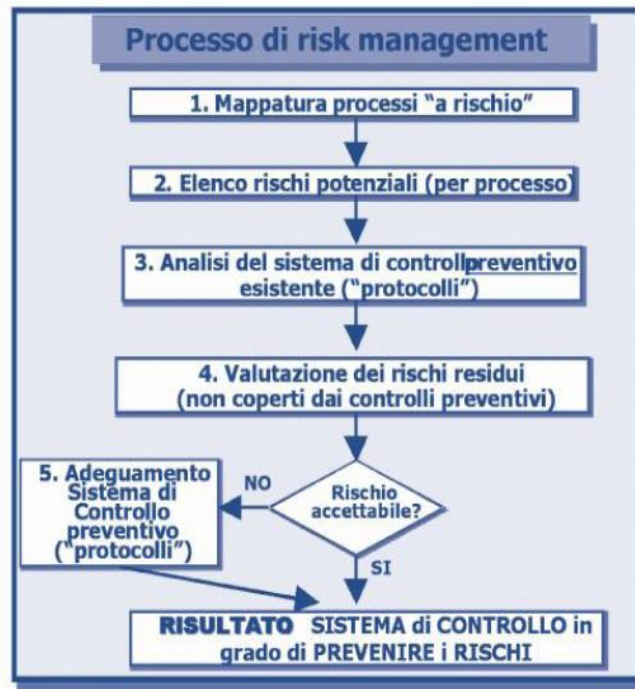 Processo di risk management
1. Mappatura processi "a rischio"
2. Elenco rischi potenziali (per processo)
3. Analisi del sistema di controllo preventivo
esistente ("protocolli")
4. Valutazione dei rischi residui
(non coperti dai controlli preventivi)
5. Adeguamento
Sistema di
Controllo
preventivo
("protocolli")
NO
Rischio
accettabile?
SI
RISULTATO SISTEMA di CONTROLLO in
grado di PREVENIRE i RISCHI